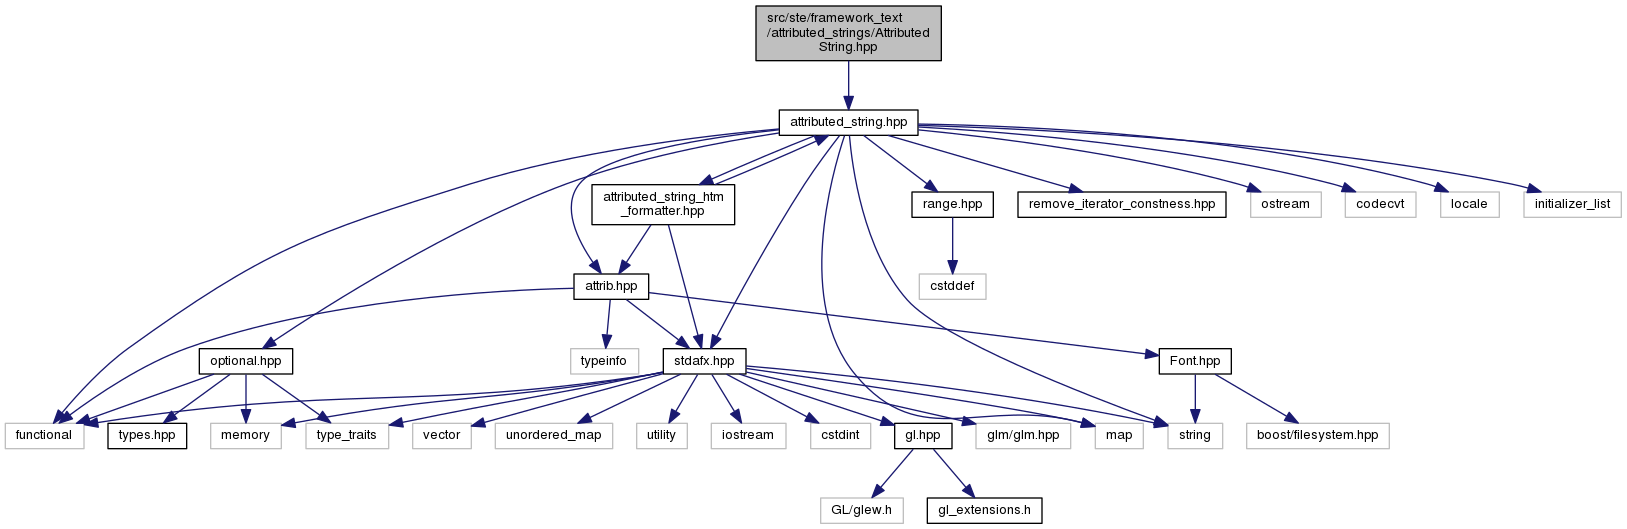 src/ste/framework_text
/attributed_strings/Attributed
String.hpp
attributed_string.hpp
attributed_string_htm
_formatter.hpp
range.hpp
remove_iterator_constness.hpp
ostream
codecvt
locale
initializer_list
attrib.hpp
cstddef
optional.hpp
typeinfo
stdafx.hpp
Font.hpp
functional
types.hpp
memory
type_traits
vector
unordered_map
utility
iostream
cstdint
gl.hpp
glm/glm.hpp
map
string
boost/filesystem.hpp
GL/glew.h
gl_extensions.h